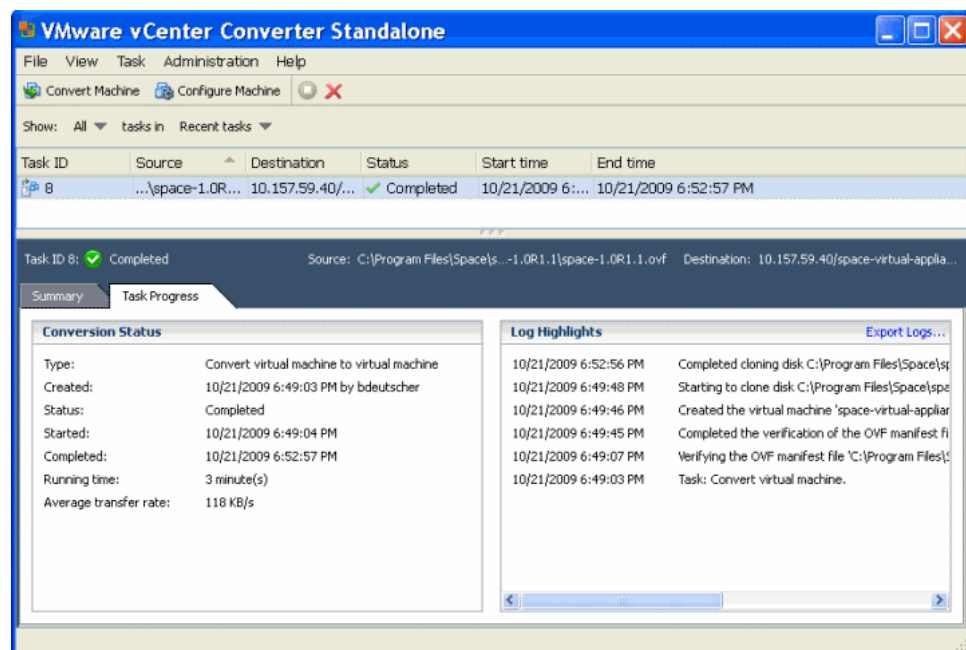 VMware vCenter Converter Standalone
File View Task Administration Help
Convert Machine Configure Machine
Show: All tasks in Recent tasks
Task ID Source Destination Status Start time End time
8 ...\space-1.0R... 10.157.59.40/... Completed 10/21/2009 6:... 10/21/2009 6:52:57 PM
Task ID 8: Completed Source: C:\Program Files\Space\s...-1.0R1.1\space-1.0R1.1.ovf Destination: 10.157.59.40/space-virtual-applia...
Summary Task Progress
Conversion Status
Type: Convert virtual machine to virtual machine
Created: 10/21/2009 6:49:03 PM by bdeutscher
Status: Completed
Started: 10/21/2009 6:49:04 PM
Completed: 10/21/2009 6:52:57 PM
Running time: 3 minute(s)
Average transfer rate: 118 KB/s
Log Highlights Export Logs...
10/21/2009 6:52:56 PM Completed cloning disk C:\Program Files\Space\sp
10/21/2009 6:49:48 PM Starting to clone disk C:\Program Files\Space\spa
10/21/2009 6:49:46 PM Created the virtual machine 'space-virtual-applian
10/21/2009 6:49:45 PM Completed the verification of the OVF manifest fi
10/21/2009 6:49:07 PM Verifying the OVF manifest file 'C:\Program Files\S
10/21/2009 6:49:03 PM Task: Convert virtual machine.